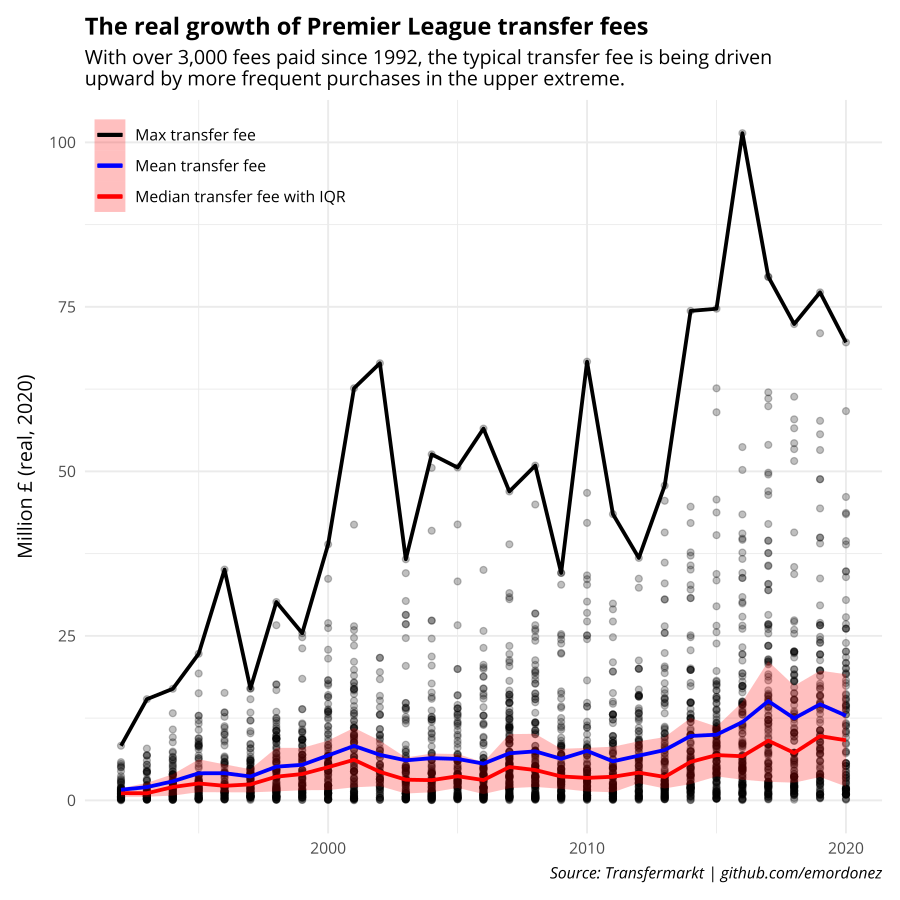 The real growth of Premier League transfer fees
With over 3,000 fees paid since 1992, the typical transfer fee is being driven
upward by more frequent purchases in the upper extreme.
Max transfer fee
Mean transfer fee
Median transfer fee with IQR
100
75
50
25
0
Million £ (real, 2020)
2000
2010
2020
Source: Transfermarkt | github.com/emordonez